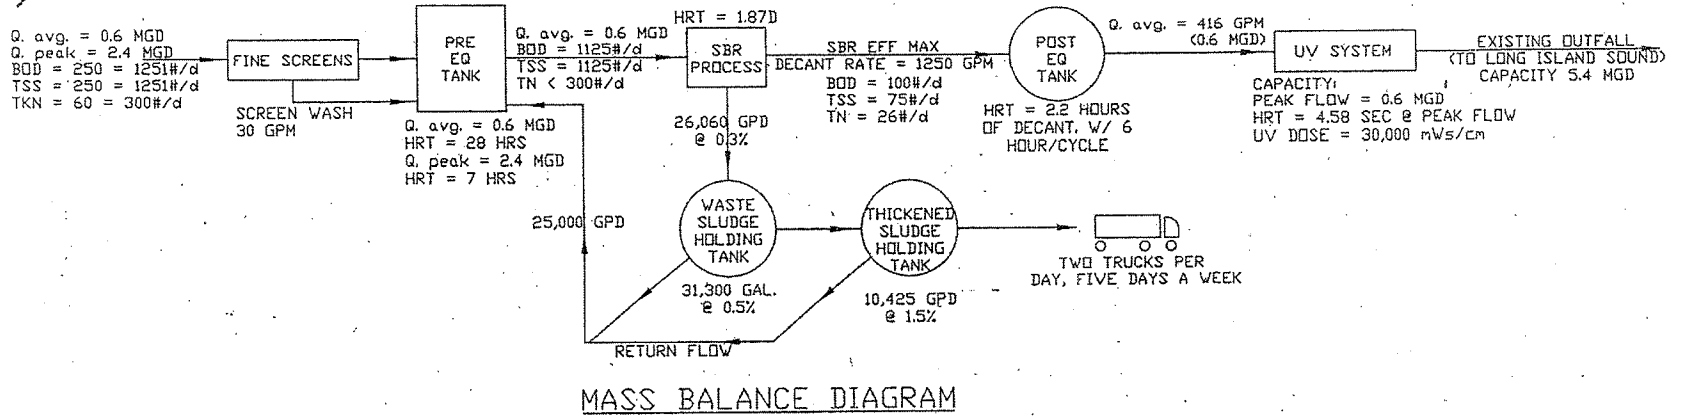 Q. avg. = 0.6 MGD
Q. peak = 2.4 MGD
BOD = 250 = 1251#/d
TSS = 250 = 1251#/d
TKN = 60 = 300#/d
FINE SCREENS
SCREEN WASH
30 GPM
PRE
EQ
TANK
Q. avg. = 0.6 MGD
HRT = 28 HRS
Q. peak = 2.4 MGD
HRT = 7 HRS
Q. avg. = 0.6 MGD
BOD = 1125#/d
TSS = 1125#/d
TN < 300#/d
HRT = 1.87D
SBR
PROCESS
SBR EFF MAX
DECANT RATE = 1250 GPM
BOD = 100#/d
TSS = 75#/d
TN = 26#/d
POST
EQ
TANK
HRT = 2.2 HOURS
OF DECANT. W/ 6
HOUR/CYCLE
Q. avg. = 416 GPM
(0.6 MGD)
UV SYSTEM
CAPACITY:
PEAK FLOW = 0.6 MGD
HRT = 4.58 SEC @ PEAK FLOW
UV DOSE = 30,000 mWs/cm
EXISTING OUTFALL
(TO LONG ISLAND SOUND)
CAPACITY 5.4 MGD
26,060 GPD
@ 0.3%
25,000 GPD
WASTE
SLUDGE
HOLDING
TANK
31,300 GAL.
@ 0.5%
THICKENED
SLUDGE
HOLDING
TANK
10,425 GPD
@ 1.5%
TWO TRUCKS PER
DAY, FIVE DAYS A WEEK
RETURN FLOW
MASS BALANCE DIAGRAM